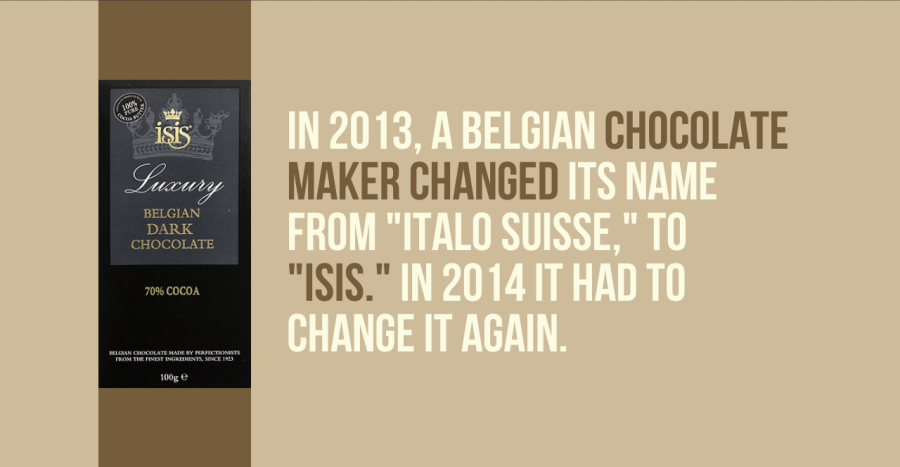 100%
PURE
COCOA BUTTER
isis
Luxury
BELGIAN
DARK
CHOCOLATE
70% COCOA
BELGIAN CHOCOLATE MADE BY PERFECTIONISTS
FROM THE FINEST INGREDIENTS, SINCE 1923
100g ℮
IN 2013, A BELGIAN CHOCOLATE
MAKER CHANGED ITS NAME
FROM "ITALO SUISSE," TO
"ISIS." IN 2014 IT HAD TO
CHANGE IT AGAIN.